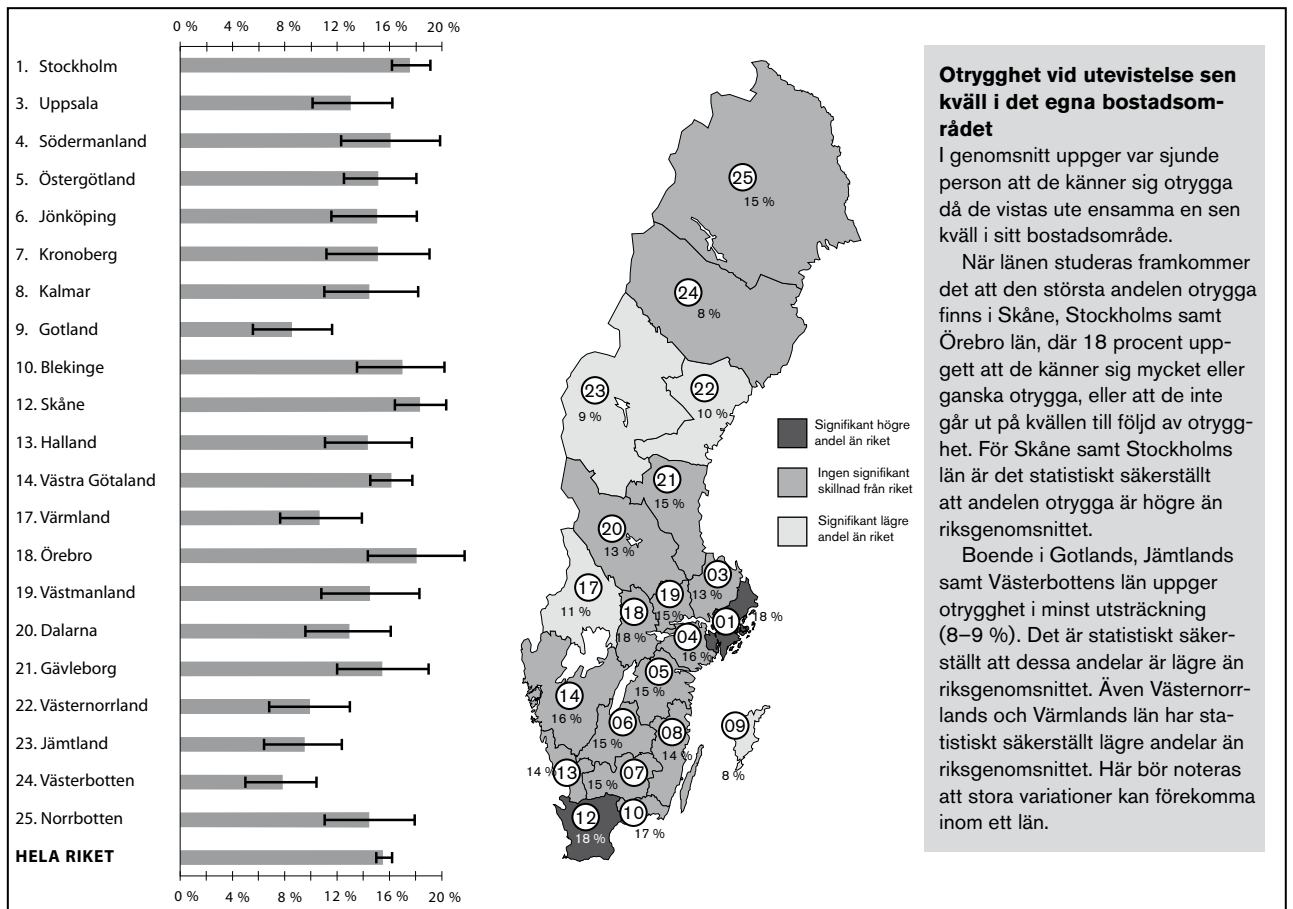 0 % 4 % 8 % 12 % 16 % 20 %
1. Stockholm
3. Uppsala
4. Södermanland
5. Östergötland
6. Jönköping
7. Kronoberg
8. Kalmar
9. Gotland
10. Blekinge
12. Skåne
13. Halland
14. Västra Götaland
17. Värmland
18. Örebro
19. Västmanland
20. Dalarna
21. Gävleborg
22. Västernorrland
23. Jämtland
24. Västerbotten
25. Norrbotten
HELA RIKET
0 % 4 % 8 % 12 % 16 % 20 %
25
15 %
24
8 %
23
9 %
22
10 %
21
15 %
20
13 %
17
11 %
18
18 %
19
15%
03
13 %
01
18 %
04
16 %
05
15 %
14
16 %
06
15 %
08
14 %
09
8 %
14 %
13
07
15 %
12
18 %
10
17 %
Signifikant högre
andel än riket
Ingen signifikant
skillnad från riket
Signifikant lägre
andel än riket
Otrygghet vid utevistelse sen
kväll i det egna bostadsom-
rådet
I genomsnitt uppger var sjunde
person att de känner sig otrygga
då de vistas ute ensamma en sen
kväll i sitt bostadsområde.
När länen studeras framkommer
det att den största andelen otrygga
finns i Skåne, Stockholms samt
Örebro län, där 18 procent upp-
gett att de känner sig mycket eller
ganska otrygga, eller att de inte
går ut på kvällen till följd av otrygg-
het. För Skåne samt Stockholms
län är det statistiskt säkerställt
att andelen otrygga är högre än
riksgenomsnittet.
Boende i Gotlands, Jämtlands
samt Västerbottens län uppger
otrygghet i minst utsträckning
(8–9 %). Det är statistiskt säker-
ställt att dessa andelar är lägre än
riksgenomsnittet. Även Västernorr-
lands och Värmlands län har sta-
tistiskt säkerställt lägre andelar än
riksgenomsnittet. Här bör noteras
att stora variationer kan förekomma
inom ett län.